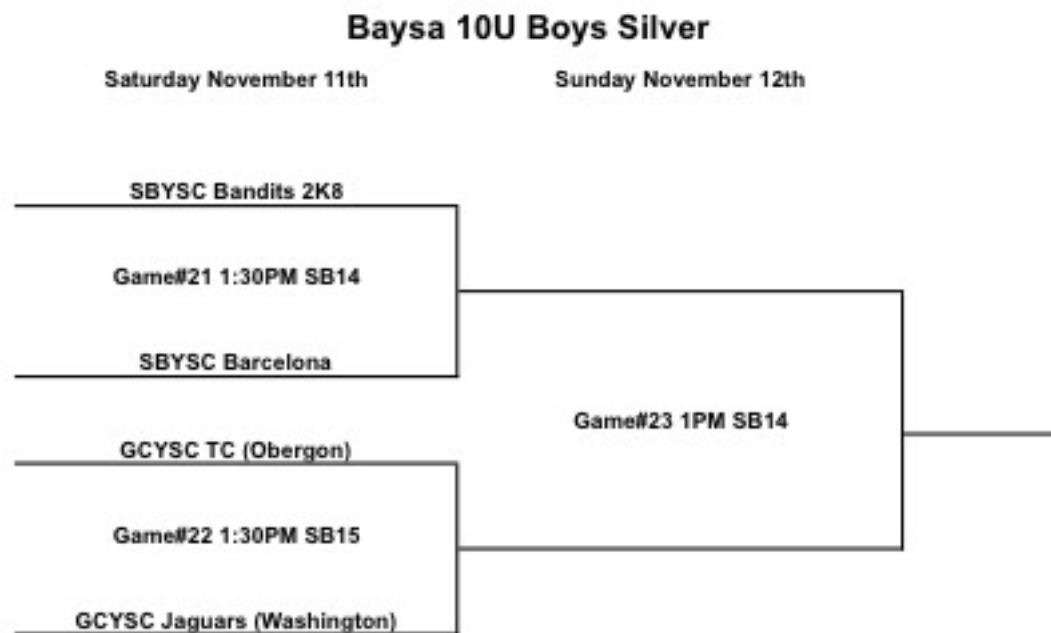 Baysa 10U Boys Silver
Saturday November 11th
Sunday November 12th
SBYSC Bandits 2K8
Game#21 1:30PM SB14
SBYSC Barcelona
Game#23 1PM SB14
GCYSC TC (Obergon)
Game#22 1:30PM SB15
GCYSC Jaguars (Washington)